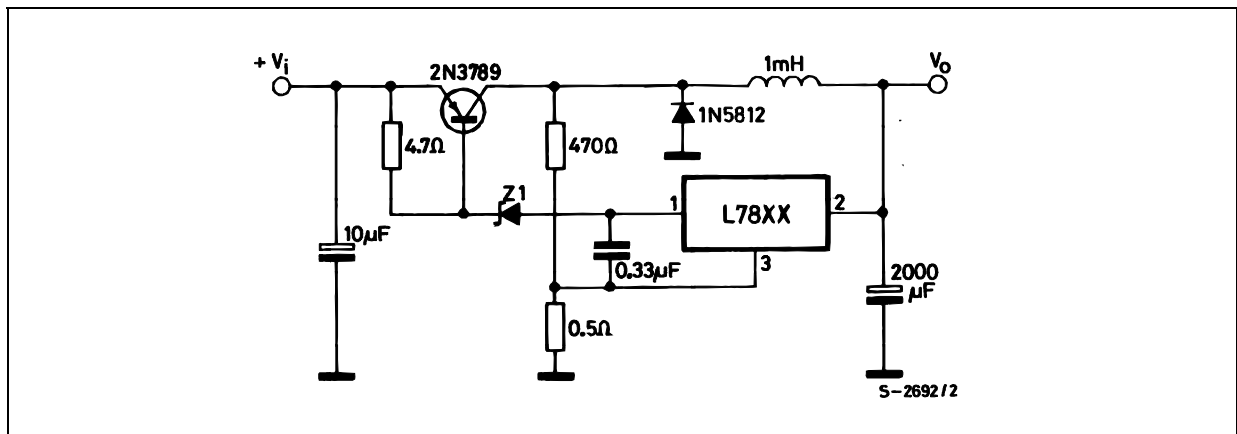 + Vi
2N3789
1mH
Vo
4.7Ω
470Ω
1N5812
Z1
1
L78XX
2
10µF
0.33µF
3
2000
µF
0.5Ω
S-2692/2